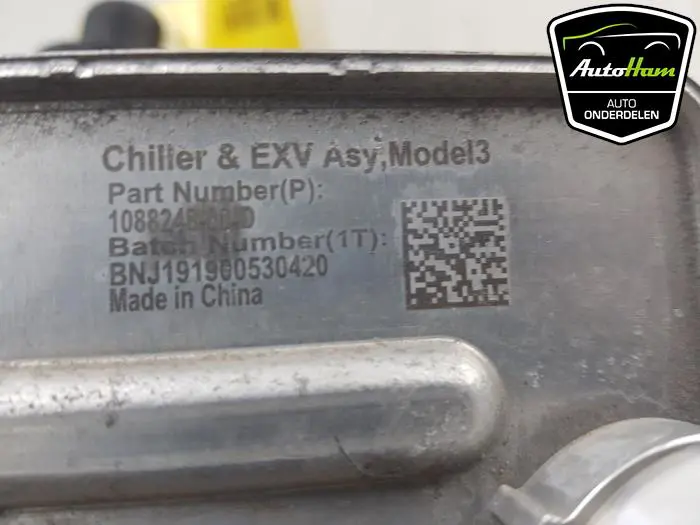 AutoHam
AUTO
ONDERDELEN
Chiller & EXV Asy,Model3
Part Number(P):
Batch Number(1T):
BNJ191900530420
Made in China